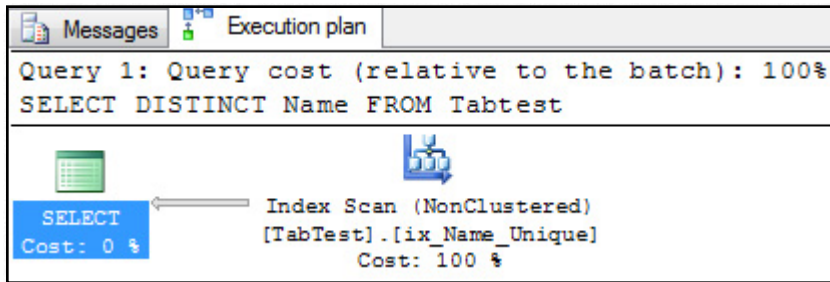 Messages Execution plan
Query 1: Query cost (relative to the batch): 100%
SELECT DISTINCT Name FROM Tabtest
SELECT
Cost: 0 %
Index Scan (NonClustered)
[TabTest].[ix_Name_Unique]
Cost: 100 %